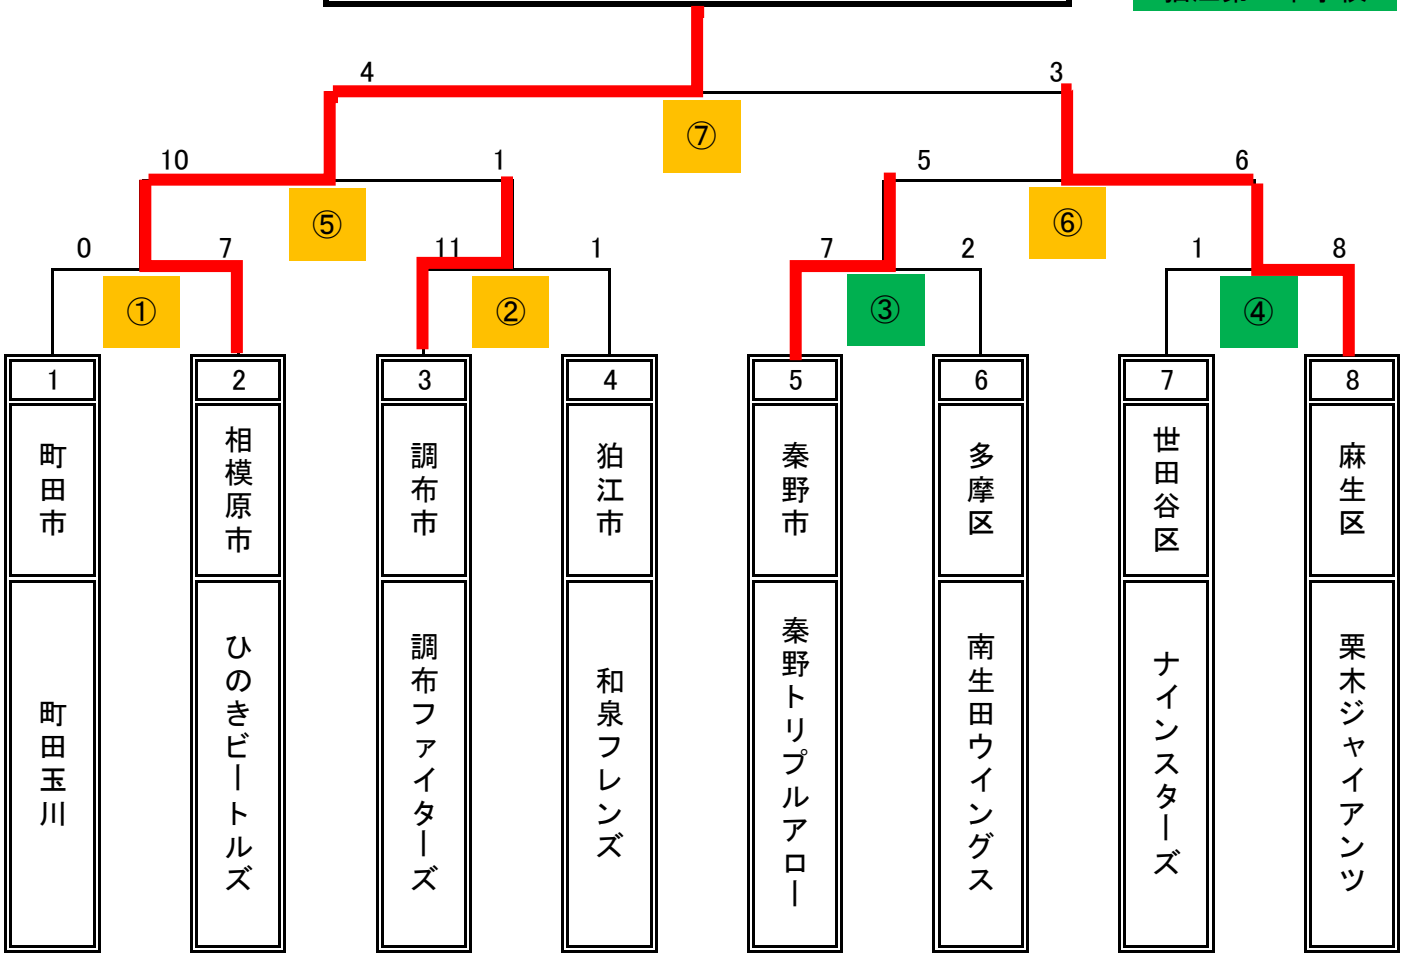 4 3
⑦
10 1 5 6
⑤ ⑥
0 7 11 1 7 2 1 8
① ② ③ ④
1 2 3 4 5 6 7 8
町田市
相模原市
調布市
狛江市
秦野市
多摩区
世田谷区
麻生区
町田玉川
ひのきビートルズ
調布ファイターズ
和泉フレンズ
秦野トリプルアロー
南生田ウイングス
ナインスターズ
栗木ジャイアンツ